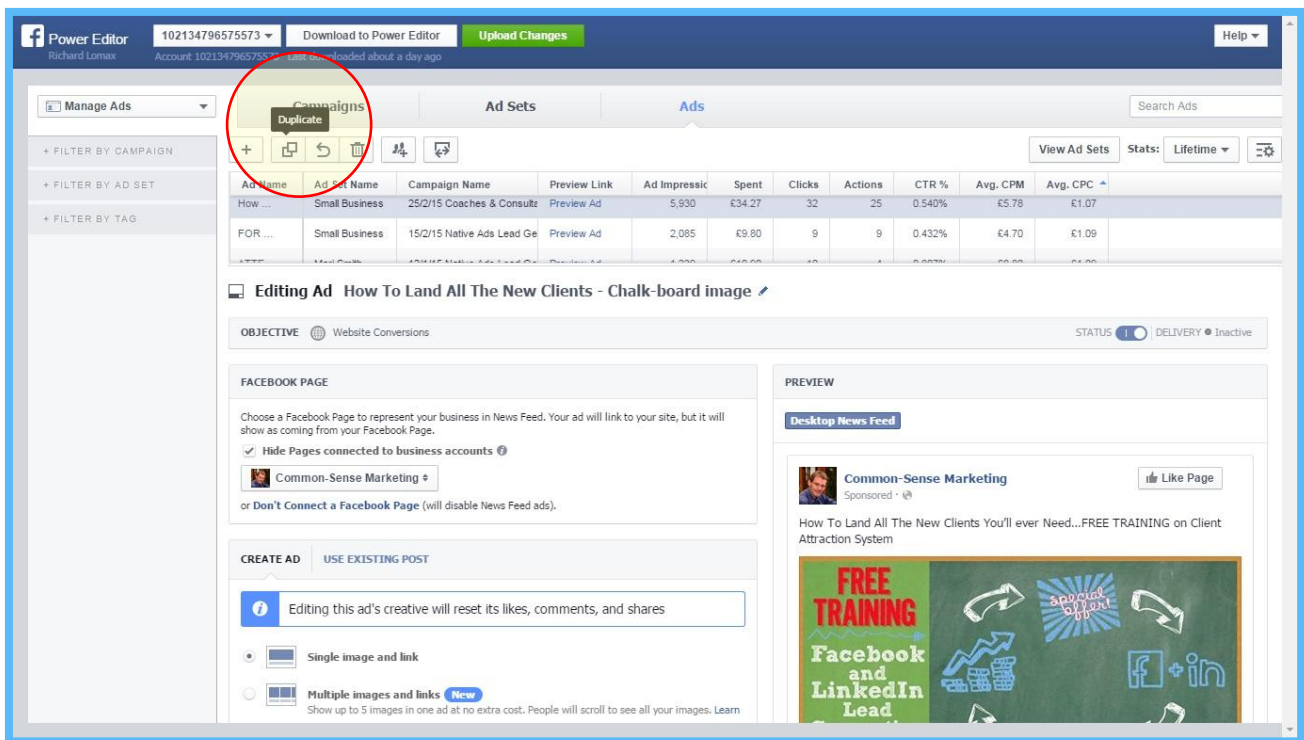 Power Editor
Richard Lomax
102134796575573
Download to Power Editor
Upload Changes
Help
Account 102134796575573 Last downloaded about a day ago
Manage Ads
Campaigns
Ad Sets
Ads
Search Ads
Duplicate
+ FILTER BY CAMPAIGN
+ FILTER BY AD SET
+ FILTER BY TAG
View Ad Sets Stats: Lifetime
Ad Name Ad Set Name Campaign Name Preview Link Ad Impressic Spent Clicks Actions CTR % Avg. CPM Avg. CPC
How ... Small Business 25/2/15 Coaches & Consulta Preview Ad 5,930 £34.27 32 25 0.540% £5.78 £1.07
FOR ... Small Business 15/2/15 Native Ads Lead Ge Preview Ad 2,085 £9.80 9 9 0.432% £4.70 £1.09
Editing Ad How To Land All The New Clients - Chalk-board image
OBJECTIVE Website Conversions
STATUS DELIVERY Inactive
FACEBOOK PAGE
Choose a Facebook Page to represent your business in News Feed. Your ad will link to your site, but it will
show as coming from your Facebook Page.
Hide Pages connected to business accounts
Common-Sense Marketing
or Don't Connect a Facebook Page (will disable News Feed ads).
CREATE AD USE EXISTING POST
Editing this ad's creative will reset its likes, comments, and shares
Single image and link
Multiple images and links New
Show up to 5 images in one ad at no extra cost. People will scroll to see all your images. Learn
PREVIEW
Desktop News Feed
Common-Sense Marketing
Sponsored ·
Like Page
How To Land All The New Clients You'll ever Need...FREE TRAINING on Client
Attraction System
FREE
TRAINING
Facebook
and
LinkedIn
Lead
special
offer!
f + in